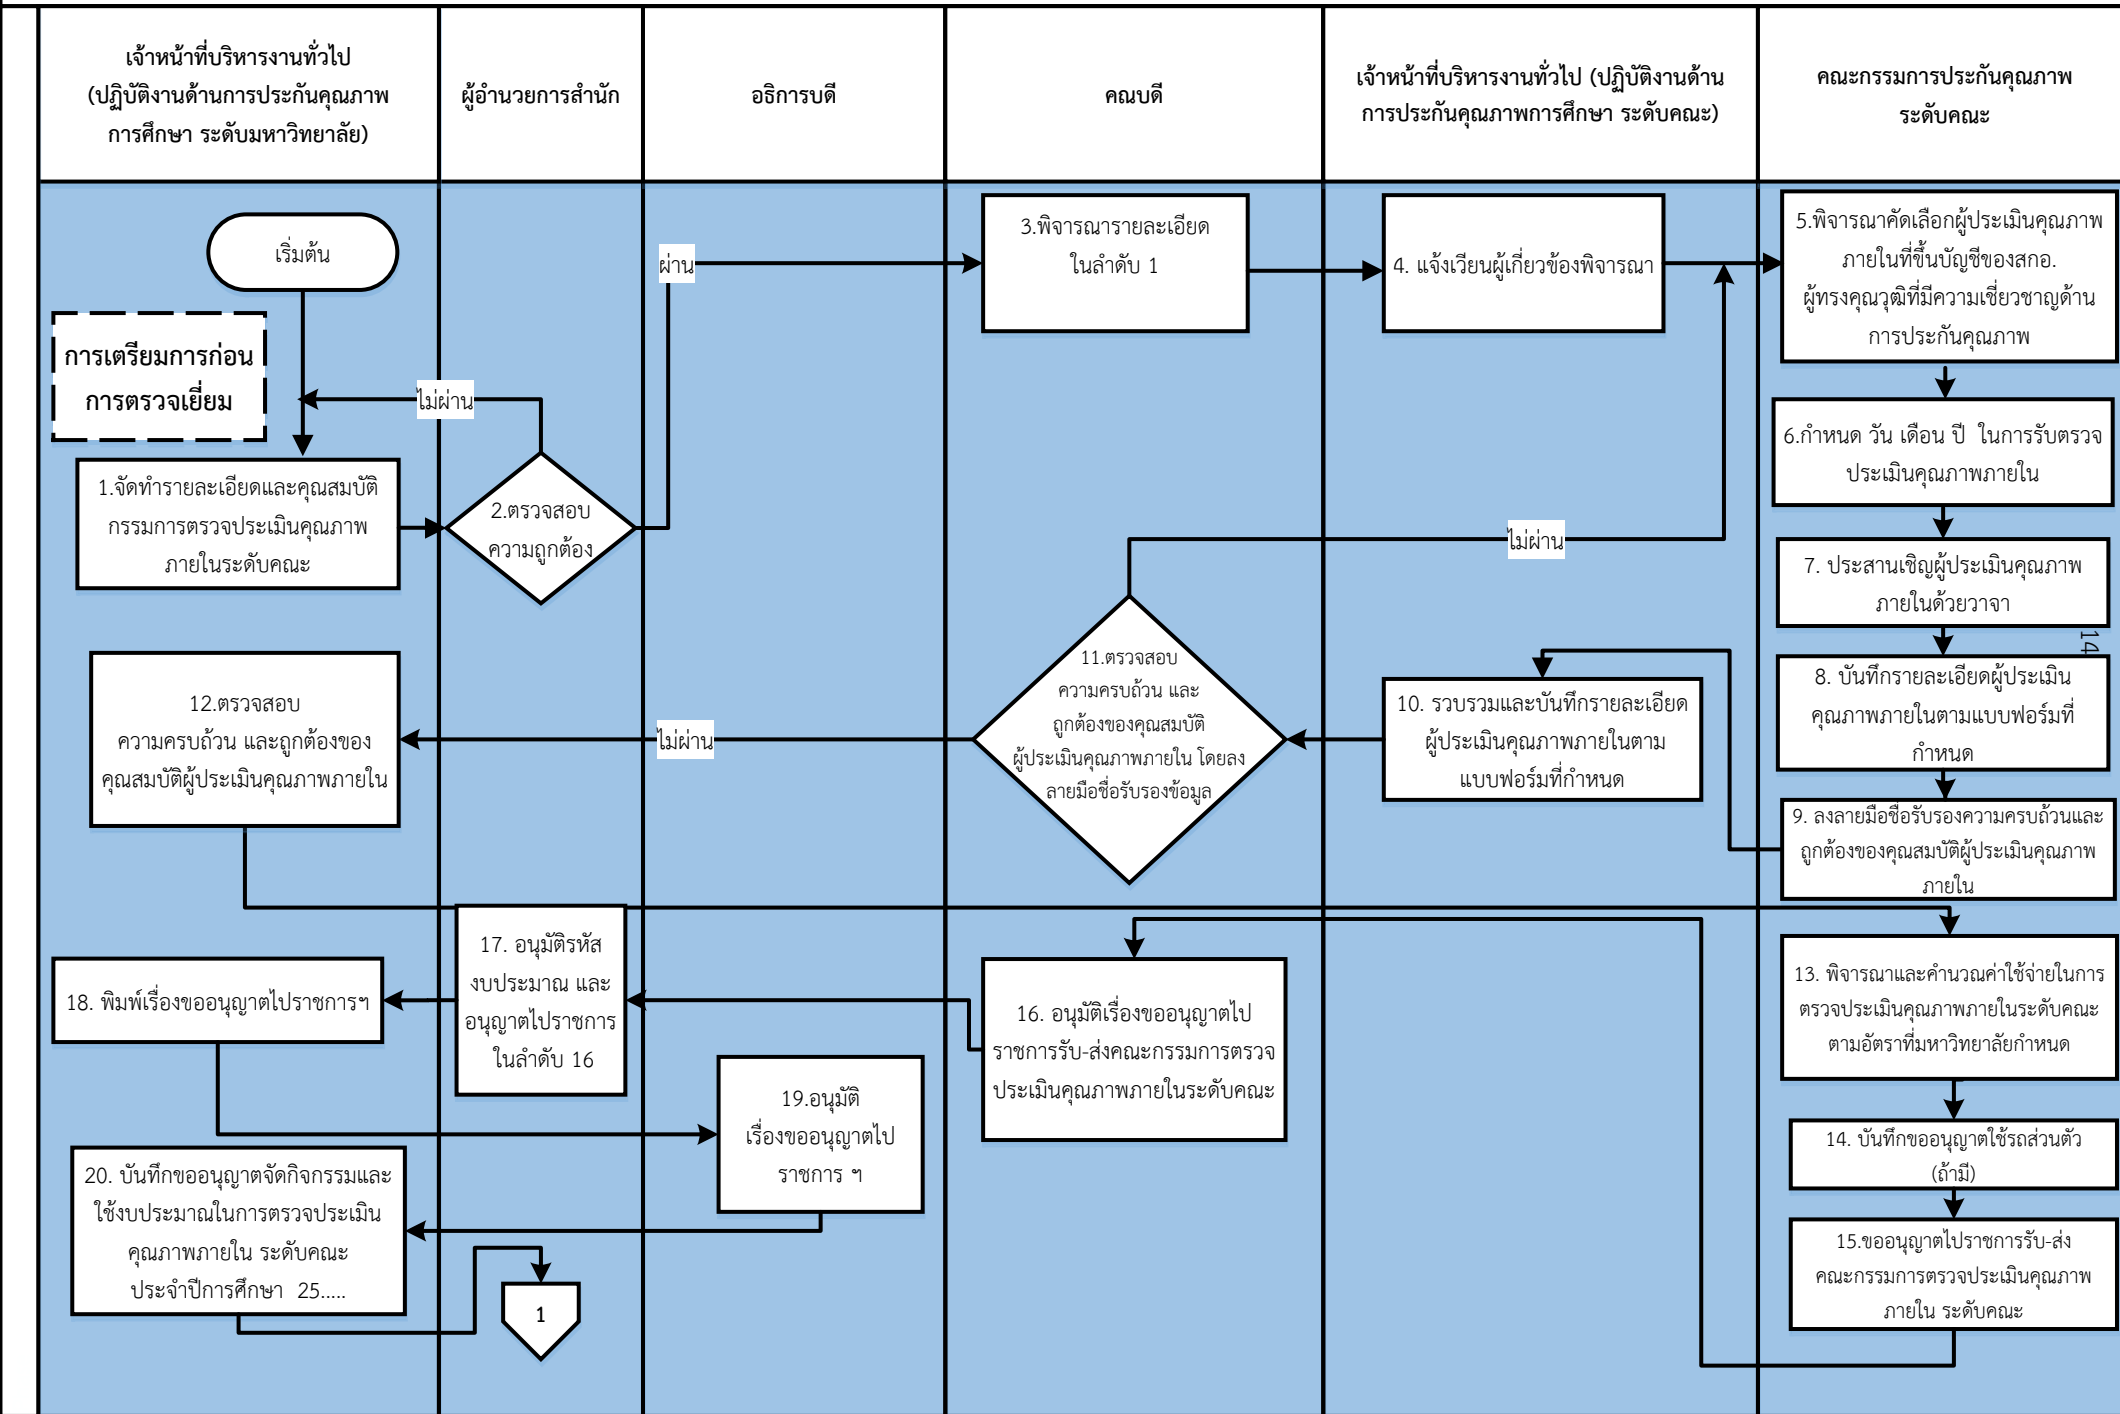 เจ้าหน้าที่บริหารงานทั่วไป
(ปฏิบัติงานด้านการประกันคุณภาพ
การศึกษา ระดับมหาวิทยาลัย)
ผู้อำนวยการสำนัก
อธิการบดี
คณบดี
เจ้าหน้าที่บริหารงานทั่วไป (ปฏิบัติงานด้าน
การประกันคุณภาพการศึกษา ระดับคณะ)
คณะกรรมการประกันคุณภาพ
ระดับคณะ
เริ่มต้น
การเตรียมการก่อน
การตรวจเยี่ยม
1.จัดทำรายละเอียดและคุณสมบัติ
กรรมการตรวจประเมินคุณภาพ
ภายในระดับคณะ
ไม่ผ่าน
2.ตรวจสอบ
ความถูกต้อง
ผ่าน
3.พิจารณารายละเอียด
ในลำดับ 1
4. แจ้งเวียนผู้เกี่ยวข้องพิจารณา
5.พิจารณาคัดเลือกผู้ประเมินคุณภาพ
ภายในที่ขึ้นบัญชีของสกอ.
ผู้ทรงคุณวุฒิที่มีความเชี่ยวชาญด้าน
การประกันคุณภาพ
6.กำหนด วัน เดือน ปี ในการรับตรวจ
ประเมินคุณภาพภายใน
7. ประสานเชิญผู้ประเมินคุณภาพ
ภายในด้วยวาจา
14
8. บันทึกรายละเอียดผู้ประเมิน
คุณภาพภายในตามแบบฟอร์มที่
กำหนด
9. ลงลายมือชื่อรับรองความครบถ้วนและ
ถูกต้องของคุณสมบัติผู้ประเมินคุณภาพ
ภายใน
10. รวบรวมและบันทึกรายละเอียด
ผู้ประเมินคุณภาพภายในตาม
แบบฟอร์มที่กำหนด
ไม่ผ่าน
11.ตรวจสอบ
ความครบถ้วน และ
ถูกต้องของคุณสมบัติ
ผู้ประเมินคุณภาพภายใน โดยลง
ลายมือชื่อรับรองข้อมูล
ไม่ผ่าน
12.ตรวจสอบ
ความครบถ้วน และถูกต้องของ
คุณสมบัติผู้ประเมินคุณภาพภายใน
13. พิจารณาและคำนวณค่าใช้จ่ายในการ
ตรวจประเมินคุณภาพภายในระดับคณะ
ตามอัตราที่มหาวิทยาลัยกำหนด
14. บันทึกขออนุญาตใช้รถส่วนตัว
(ถ้ามี)
15.ขออนุญาตไปราชการรับ-ส่ง
คณะกรรมการตรวจประเมินคุณภาพ
ภายใน ระดับคณะ
16. อนุมัติเรื่องขออนุญาตไป
ราชการรับ-ส่งคณะกรรมการตรวจ
ประเมินคุณภาพภายในระดับคณะ
17. อนุมัติรหัส
งบประมาณ และ
อนุญาตไปราชการ
ในลำดับ 16
18. พิมพ์เรื่องขออนุญาตไปราชการฯ
19.อนุมัติ
เรื่องขออนุญาตไป
ราชการ ฯ
20. บันทึกขออนุญาตจัดกิจกรรมและ
ใช้งบประมาณในการตรวจประเมิน
คุณภาพภายใน ระดับคณะ
ประจำปีการศึกษา 25.....
1